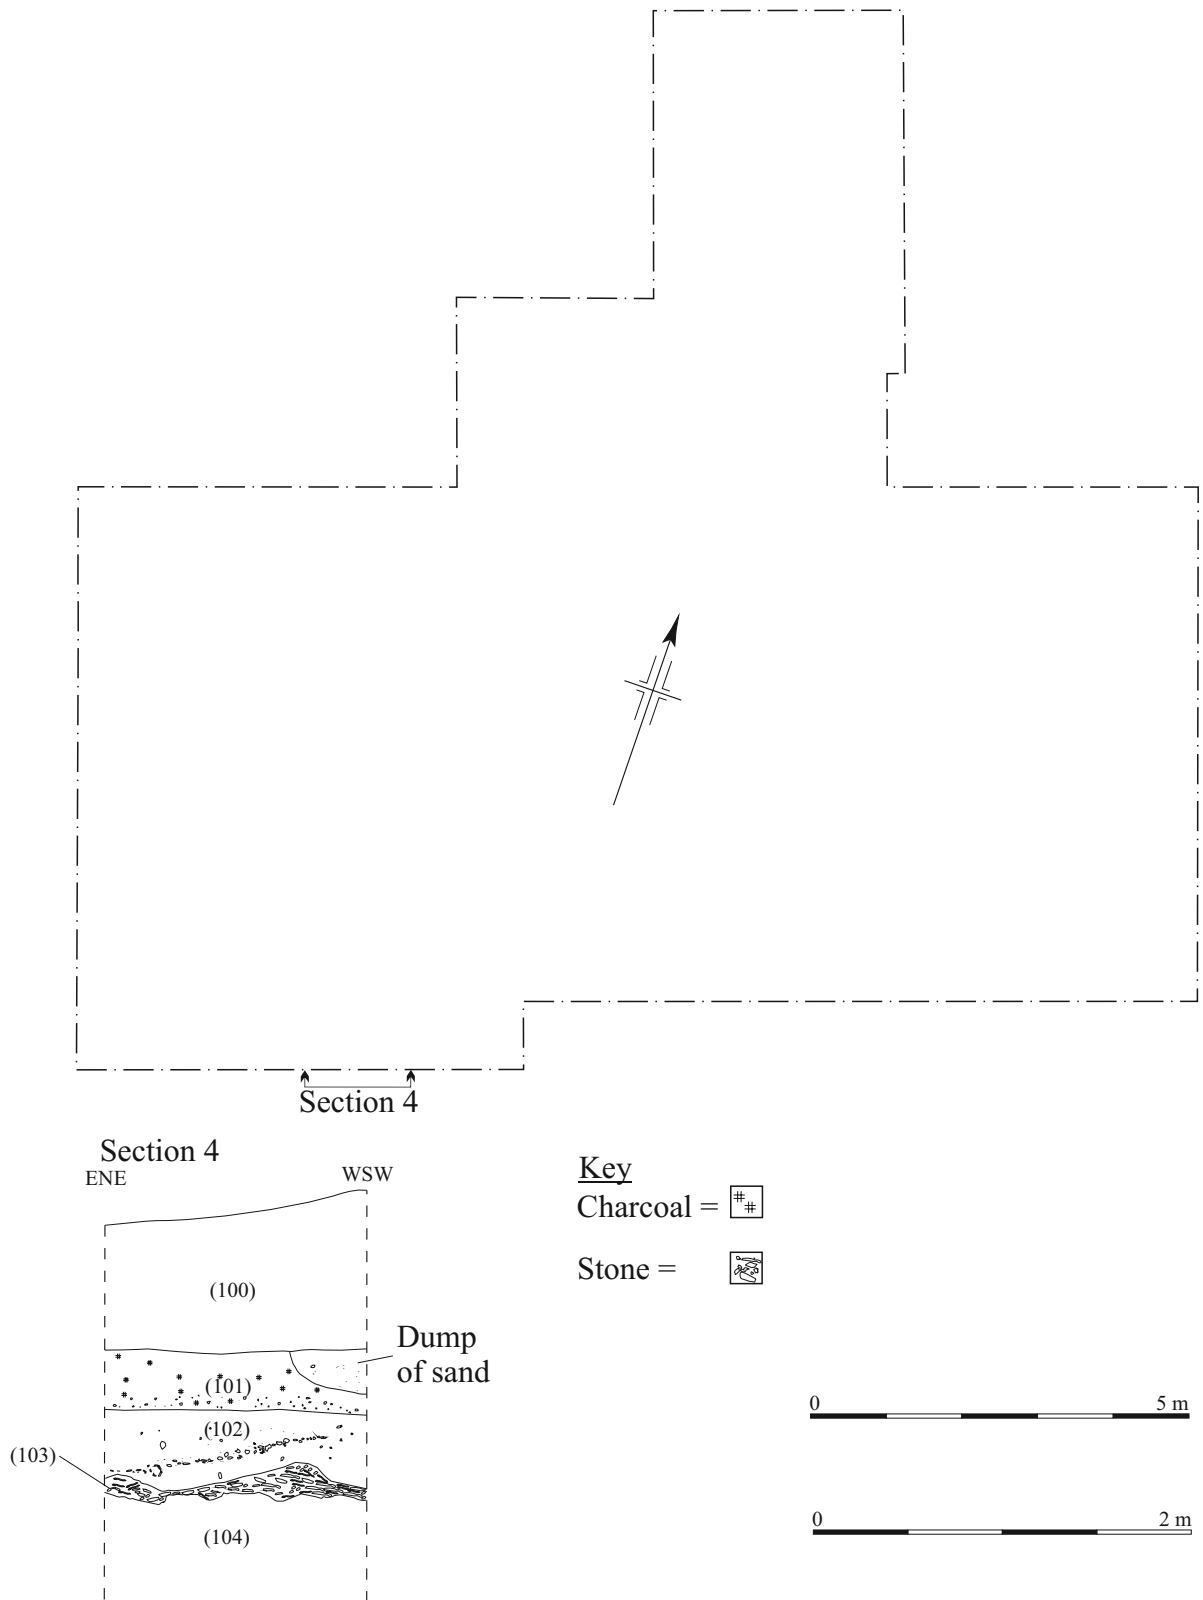 Section 4
Section 4
ENE
WSW
Key
Charcoal =
Stone =
(100)
Dump
of sand
(101)
(102)
(103)
(104)
0
5 m
0
2 m